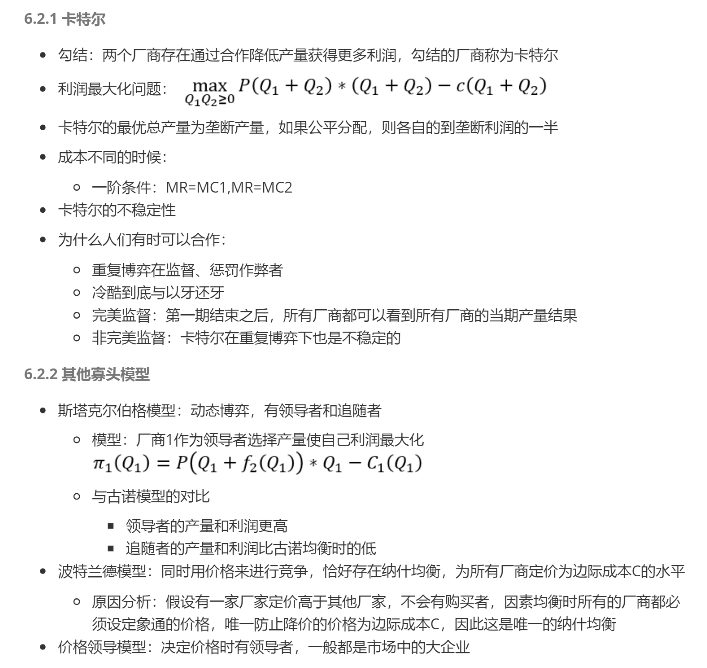 6.2.1 卡特尔
• 勾结：两个厂商存在通过合作降低产量获得更多利润，勾结的厂商称为卡特尔
• 利润最大化问题： max P(Q₁ + Q₂) ∗ (Q₁ + Q₂) − c(Q₁ + Q₂)
Q₁Q₂≥0
• 卡特尔的最优总产量为垄断产量，如果公平分配，则各自的到垄断利润的一半
• 成本不同的时候：
◦ 一阶条件：MR=MC1,MR=MC2
• 卡特尔的不稳定性
• 为什么人们有时可以合作：
◦ 重复博弈在监督、惩罚作弊者
◦ 冷酷到底与以牙还牙
◦ 完美监督：第一期结束之后，所有厂商都可以看到所有厂商的当期产量结果
◦ 非完美监督：卡特尔在重复博弈下也是不稳定的
6.2.2 其他寡头模型
• 斯塔克尔伯格模型：动态博弈，有领导者和追随者
◦ 模型：厂商1作为领导者选择产量使自己利润最大化
π₁(Q₁) = P(Q₁ + f₂(Q₁)) ∗ Q₁ − C₁(Q₁)
◦ 与古诺模型的对比
▪ 领导者的产量和利润更高
▪ 追随者的产量和利润比古诺均衡时的低
• 波特兰德模型：同时用价格来进行竞争，恰好存在纳什均衡，为所有厂商定价为边际成本C的水平
◦ 原因分析：假设有一家厂家定价高于其他厂家，不会有购买者，因素均衡时所有的厂商都必
须设定象通的价格，唯一防止降价的价格为边际成本C，因此这是唯一的纳什均衡
• 价格领导模型：决定价格时有领导者，一般都是市场中的大企业